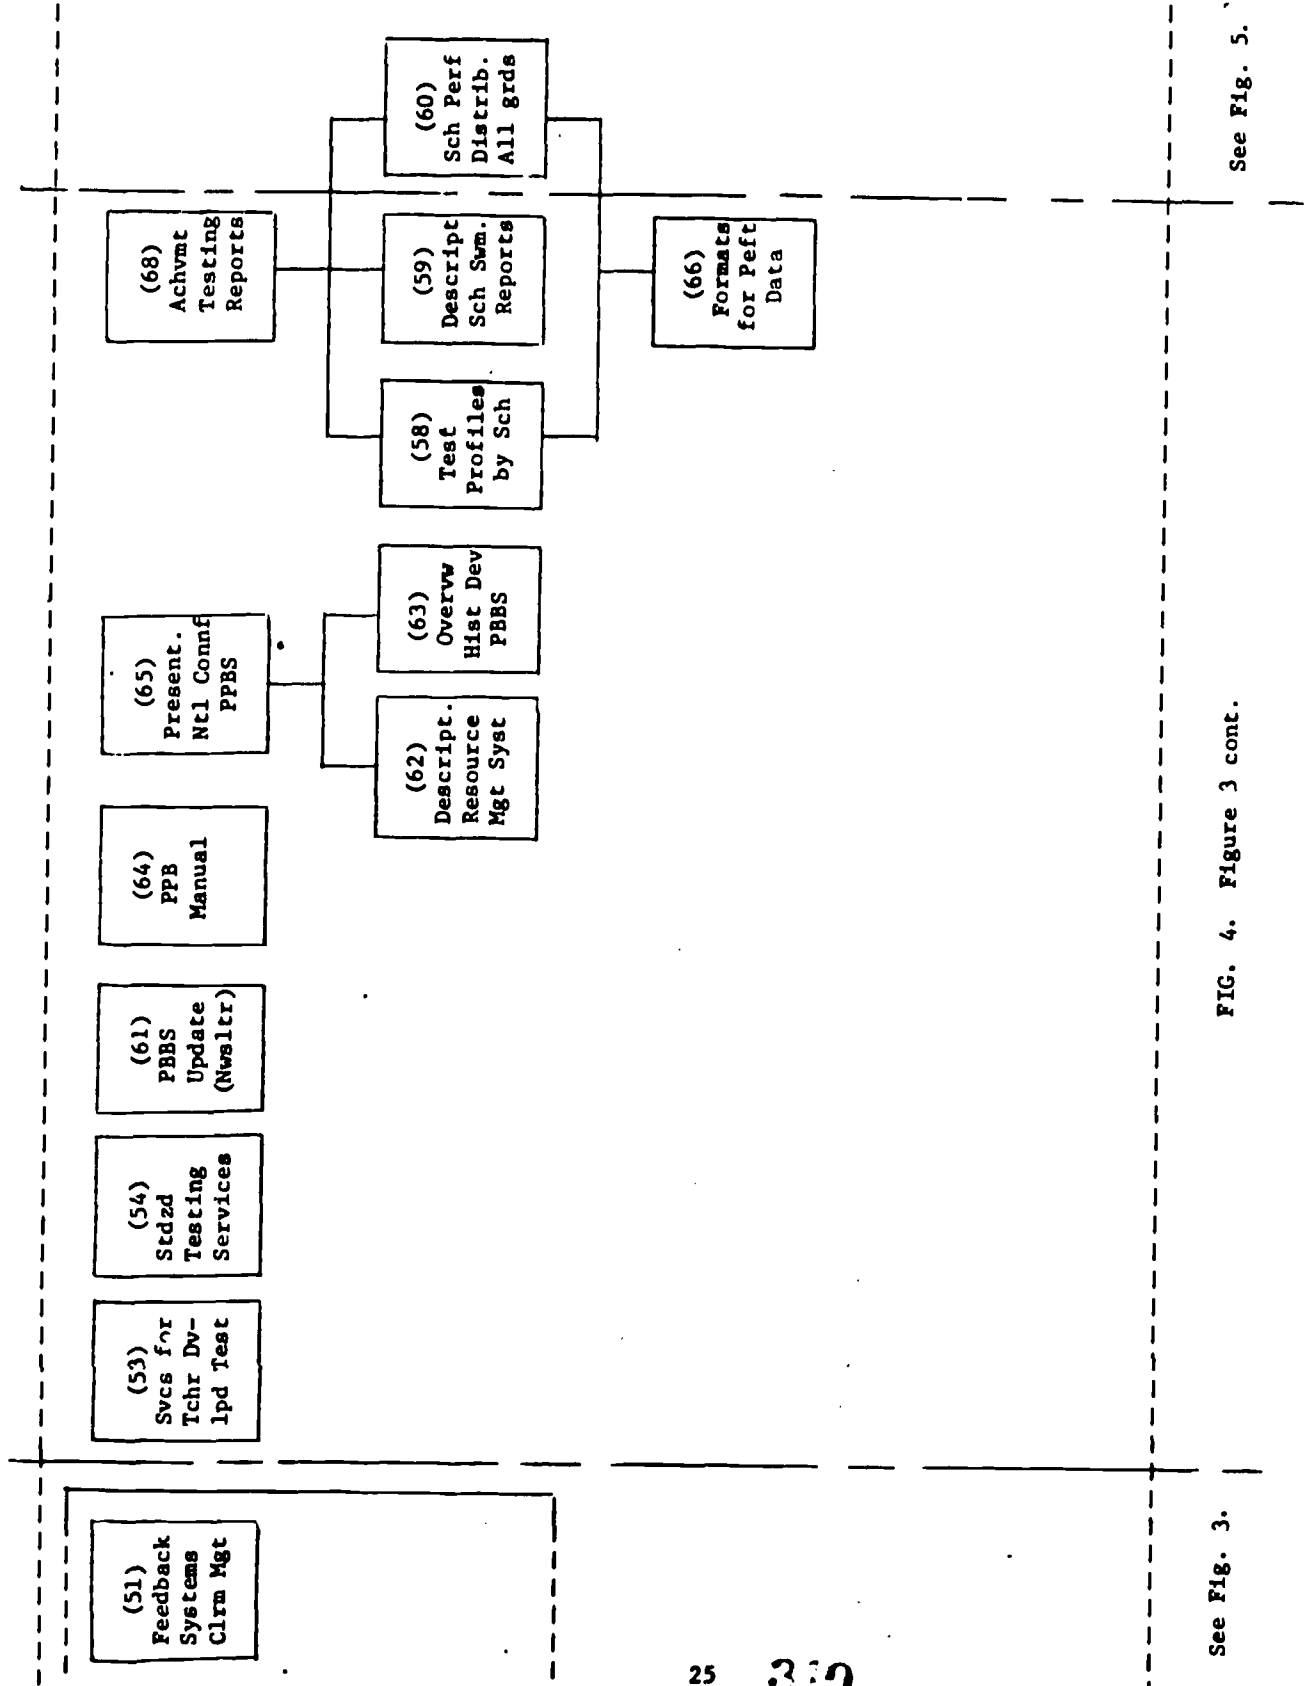 (51)
Feedback
Systems
Clrm Mgt
(53)
Svcs for
Tchr Dv-
lpd Test
(54)
Stdzd
Testing
Services
(61)
PBBS
Update
(Nwsltr)
(64)
PPB
Manual
(65)
Present.
Ntl Connf
PPBS
(68)
Achvmt
Testing
Reports
(62)
Descript.
Resource
Mgt Syst
(63)
Overvw
Hist Dev
PBBS
(58)
Test
Profiles
by Sch
(59)
Descript
Sch Swm.
Reports
(60)
Sch Perf
Distrib.
All grds
(66)
Formats
for Peft
Data
See Fig. 3.
FIG. 4. Figure 3 cont.
See Fig. 5.
25